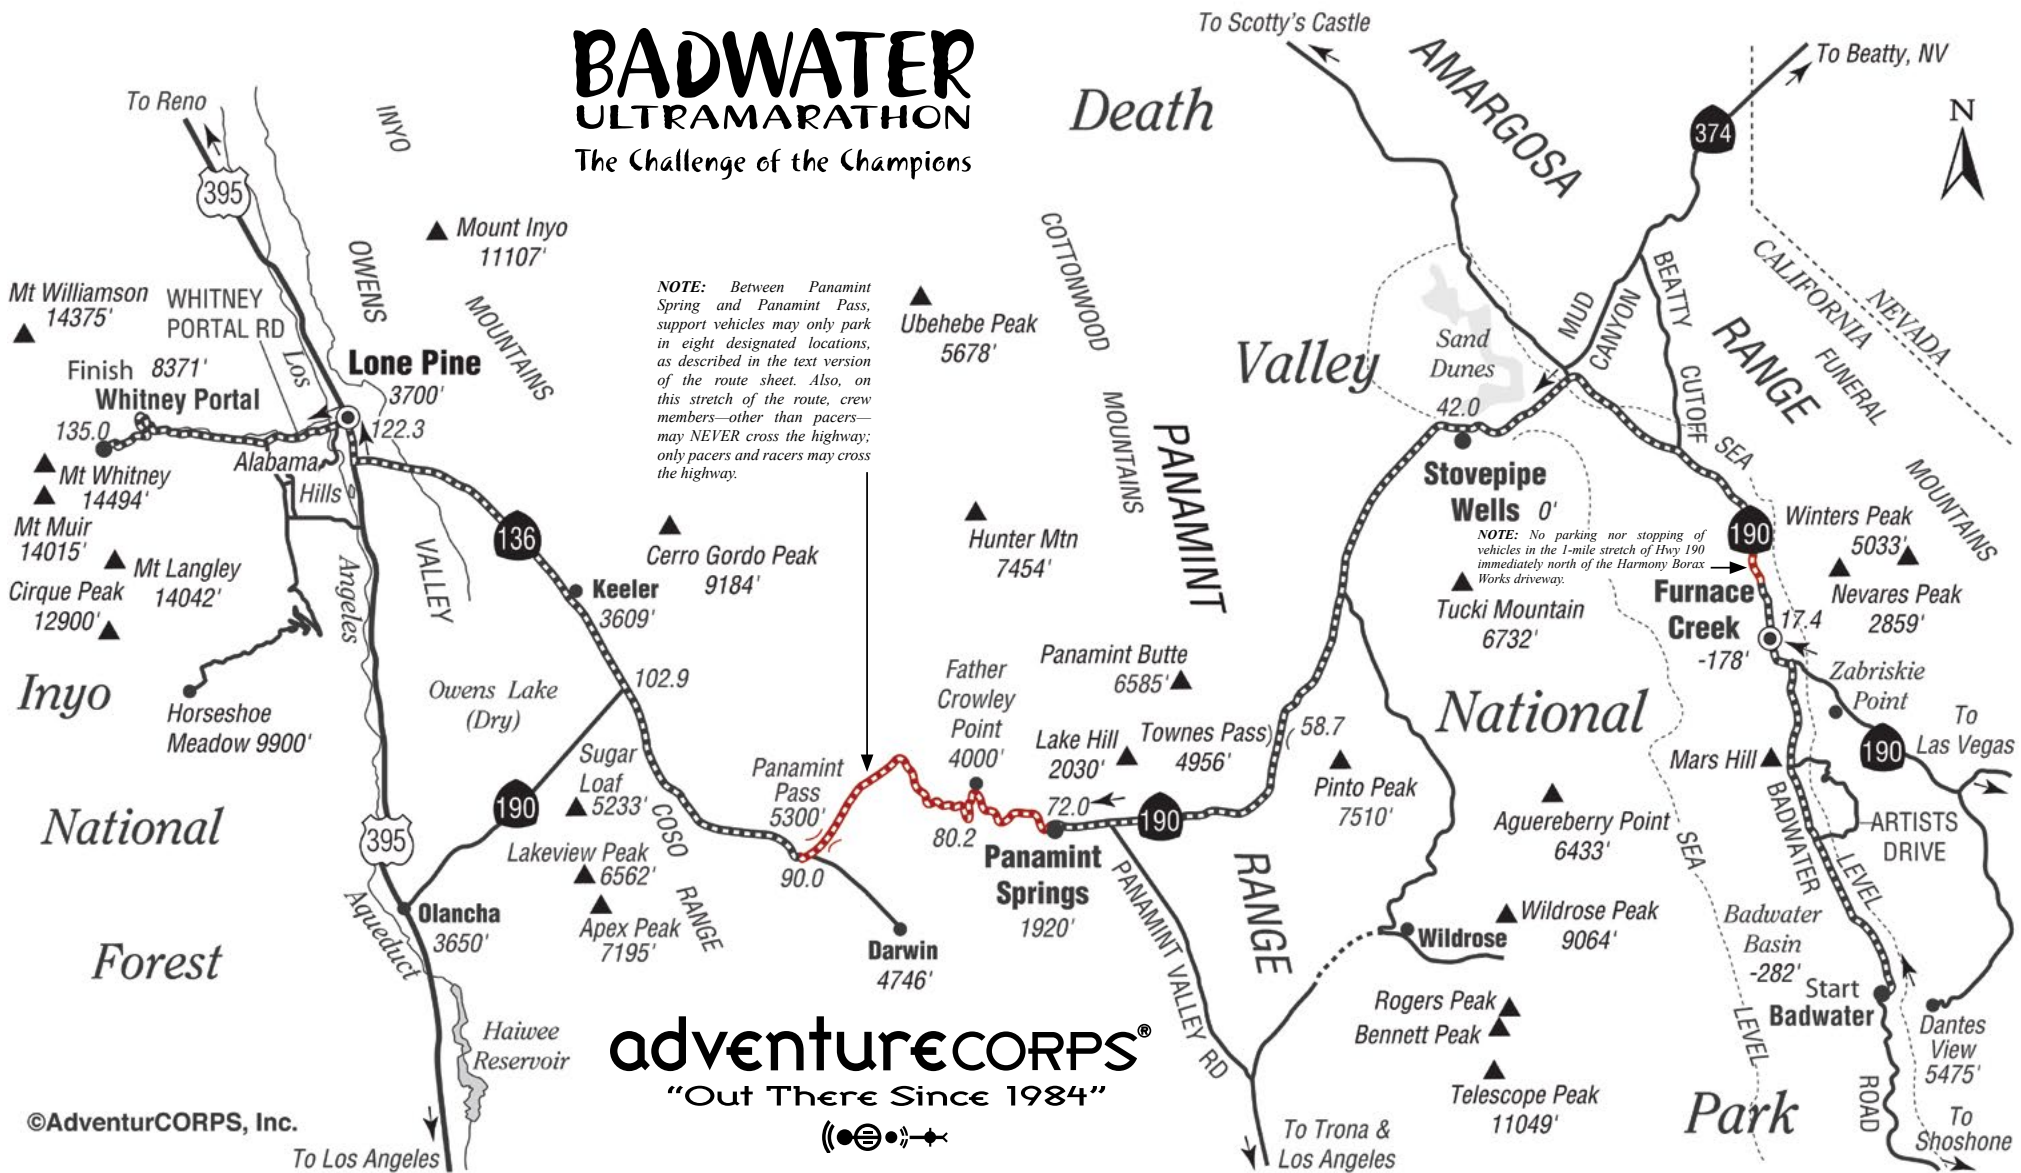 BADWATER
ULTRAMARATHON
The Challenge of the Champions
To Scotty's Castle
To Beatty, NV
374
N
AMARGOSA
RANGE
Death
Valley
National
Park
To Reno
395
INYO
MOUNTAINS
OWENS
VALLEY
Mount Inyo
11107'
Mt Williamson
14375'
WHITNEY
PORTAL RD
Los
Angeles
Aqueduct
Lone Pine
3700'
Finish 8371'
Whitney Portal
135.0
122.3
Alabama
Hills
Mt Whitney
14494'
Mt Muir
14015'
Mt Langley
14042'
Cirque Peak
12900'
Inyo
National
Forest
Horseshoe
Meadow 9900'
136
Keeler
3609'
Cerro Gordo Peak
9184'
Owens Lake
(Dry)
102.9
190
Sugar
Loaf
5233'
Lakeview Peak
6562'
Apex Peak
7195'
COSO
RANGE
395
Olancha
3650'
Haiwee
Reservoir
To Los Angeles
©AdventurCORPS, Inc.
NOTE: Between Panamint
Spring and Panamint Pass,
support vehicles may only park
in eight designated locations,
as described in the text version
of the route sheet. Also, on
this stretch of the route, crew
members—other than pacers—
may NEVER cross the highway;
only pacers and racers may cross
the highway.
Ubehebe Peak
5678'
COTTONWOOD
MOUNTAINS
Hunter Mtn
7454'
PANAMINT
RANGE
Panamint Butte
6585'
Father
Crowley
Point
4000'
Lake Hill
2030'
Townes Pass
4956'
58.7
Panamint
Pass
5300'
90.0
80.2
72.0
190
Panamint
Springs
1920'
Darwin
4746'
PANAMINT VALLEY RD
To Trona &
Los Angeles
adventureCORPS®
"Out There Since 1984"
MUD
CANYON
BEATTY
CUTOFF
CALIFORNIA
NEVADA
FUNERAL
MOUNTAINS
Sand
Dunes
42.0
Stovepipe
Wells 0'
SEA
LEVEL
NOTE: No parking nor stopping of
vehicles in the 1-mile stretch of Hwy 190
immediately north of the Harmony Borax
Works driveway.
190
Winters Peak
5033'
Nevares Peak
2859'
Tucki Mountain
6732'
Furnace
Creek
-178'
17.4
Zabriskie
Point
190
To
Las Vegas
Mars Hill
BADWATER
ROAD
ARTISTS
DRIVE
Pinto Peak
7510'
Aguereberry Point
6433'
SEA
LEVEL
Wildrose
Wildrose Peak
9064'
Rogers Peak
Bennett Peak
Telescope Peak
11049'
Badwater
Basin
-282'
Start
Badwater
Dantes
View
5475'
To
Shoshone